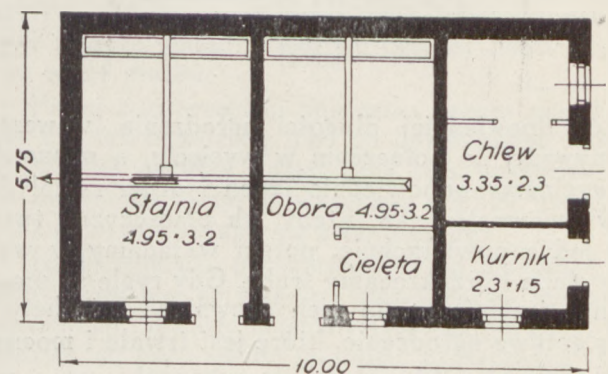 5.75
Stajnia
4.95·3.2
Obora 4.95·3.2
Cielęta
Chlew
3.35·2.3
Kurnik
2.3·1.5
10.00